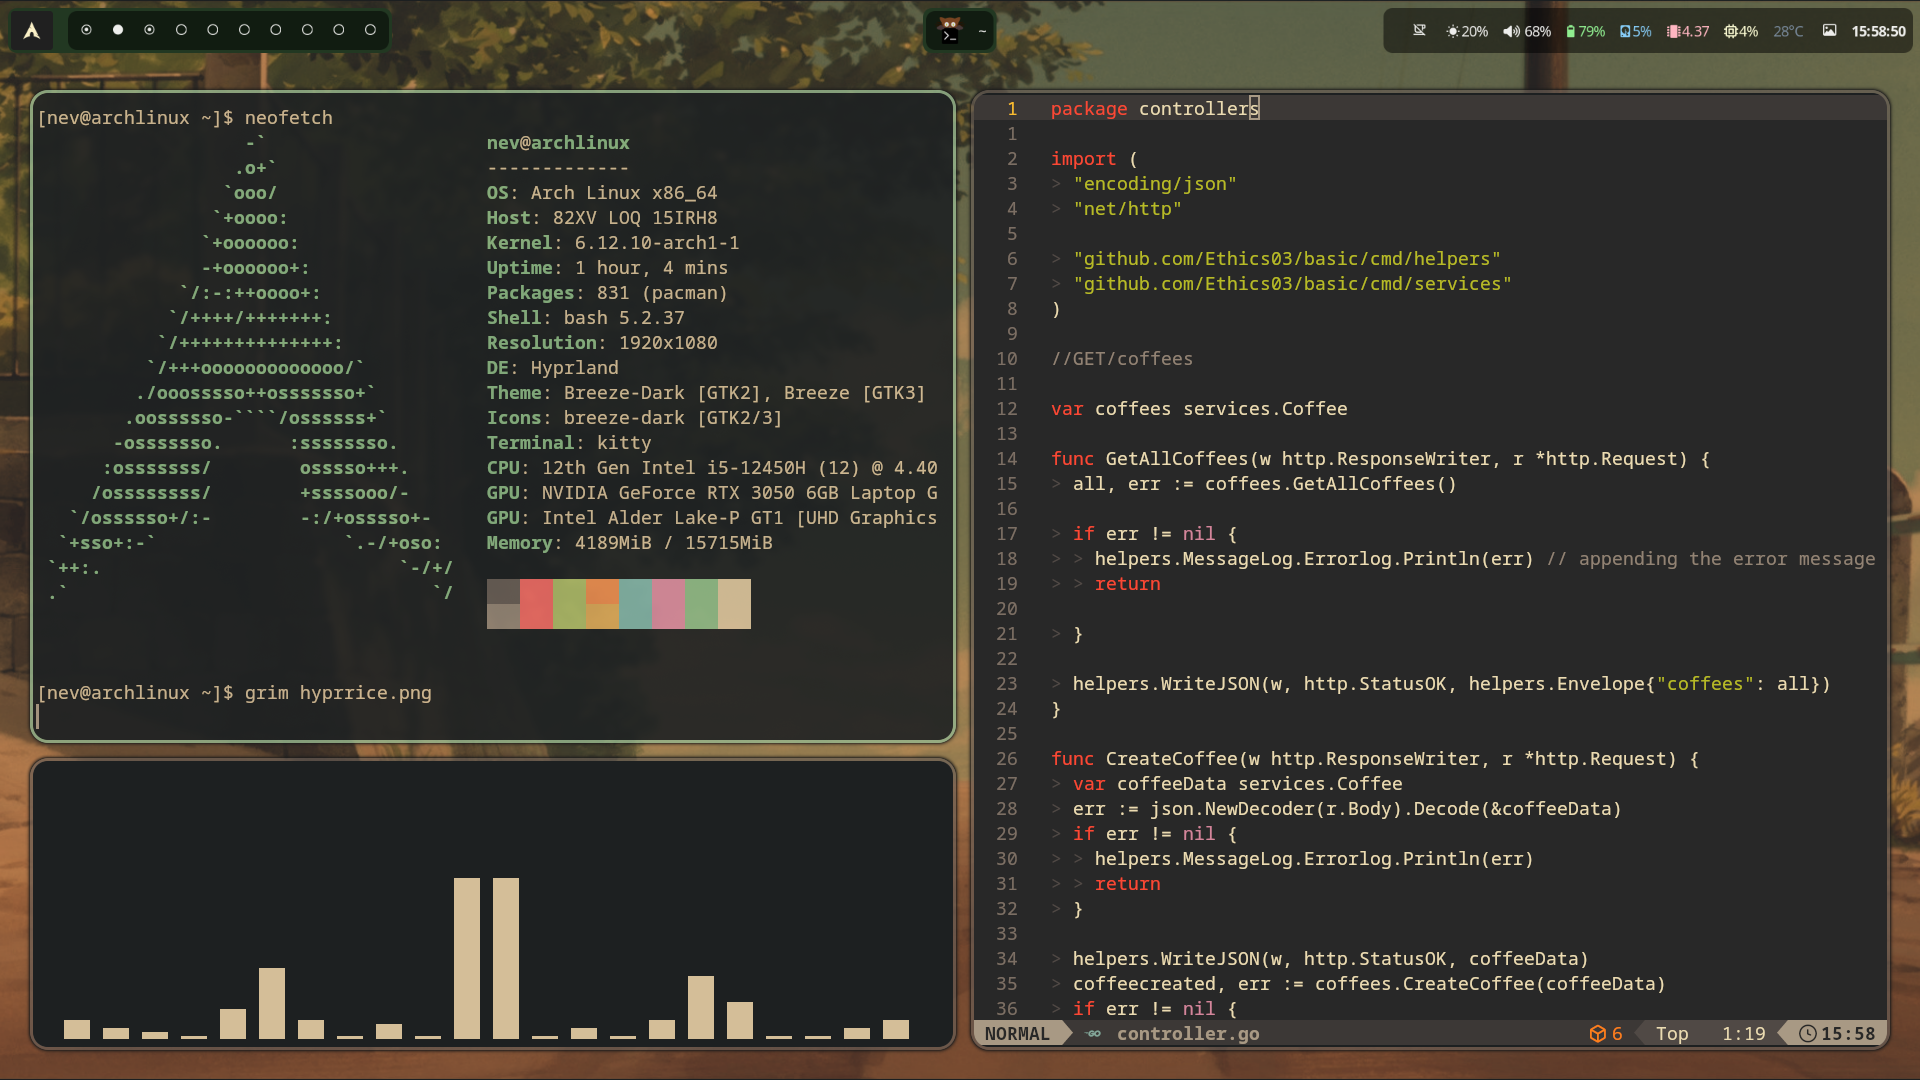 ~ 20% 68% 79% 5% 4.37 4% 28°C 15:58:50
[nev@archlinux ~]$ neofetch
-`
.o+`
`ooo/
`+oooo:
`+oooooo:
-+oooooo+:
`/:-:++oooo+:
`/++++/+++++++:
`/++++++++++++++:
`/+++ooooooooooooo/`
./ooosssso++osssssso+`
.oossssso-````/ossssss+`
-osssssso.      :ssssssso.
:osssssss/        osssso+++.
/ossssssss/        +ssssooo/-
`/ossssso+/:-        -:/+osssso+-
`+sso+:-`                 `.-/+oso:
`++:.                           `-/+/
.`                                 `/
nev@archlinux
-------------
OS: Arch Linux x86_64
Host: 82XV LOQ 15IRH8
Kernel: 6.12.10-arch1-1
Uptime: 1 hour, 4 mins
Packages: 831 (pacman)
Shell: bash 5.2.37
Resolution: 1920x1080
DE: Hyprland
Theme: Breeze-Dark [GTK2], Breeze [GTK3]
Icons: breeze-dark [GTK2/3]
Terminal: kitty
CPU: 12th Gen Intel i5-12450H (12) @ 4.40
GPU: NVIDIA GeForce RTX 3050 6GB Laptop G
GPU: Intel Alder Lake-P GT1 [UHD Graphics
Memory: 4189MiB / 15715MiB
[nev@archlinux ~]$ grim hyprrice.png
1 package controllers
1
2 import (
3 > "encoding/json"
4 > "net/http"
5
6 > "github.com/Ethics03/basic/cmd/helpers"
7 > "github.com/Ethics03/basic/cmd/services"
8 )
9
10 //GET/coffees
11
12 var coffees services.Coffee
13
14 func GetAllCoffees(w http.ResponseWriter, r *http.Request) {
15 > all, err := coffees.GetAllCoffees()
16
17 > if err != nil {
18 > > helpers.MessageLog.Errorlog.Println(err) // appending the error message
19 > > return
20
21 > }
22
23 > helpers.WriteJSON(w, http.StatusOK, helpers.Envelope{"coffees": all})
24 }
25
26 func CreateCoffee(w http.ResponseWriter, r *http.Request) {
27 > var coffeeData services.Coffee
28 > err := json.NewDecoder(r.Body).Decode(&coffeeData)
29 > if err != nil {
30 > > helpers.MessageLog.Errorlog.Println(err)
31 > > return
32 > }
33
34 > helpers.WriteJSON(w, http.StatusOK, coffeeData)
35 > coffeecreated, err := coffees.CreateCoffee(coffeeData)
36 > if err != nil {
NORMAL GO controller.go 6 Top 1:19 15:58